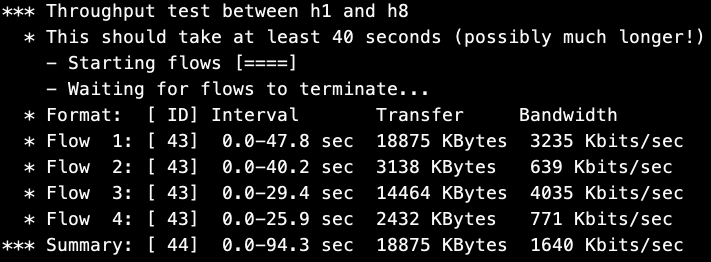 *** Throughput test between h1 and h8
  * This should take at least 40 seconds (possibly much longer!)
    - Starting flows [====]
    - Waiting for flows to terminate...
  * Format:  [ ID] Interval       Transfer     Bandwidth
  * Flow  1: [ 43]  0.0-47.8 sec  18875 KBytes  3235 Kbits/sec
  * Flow  2: [ 43]  0.0-40.2 sec  3138 KBytes  639 Kbits/sec
  * Flow  3: [ 43]  0.0-29.4 sec  14464 KBytes  4035 Kbits/sec
  * Flow  4: [ 43]  0.0-25.9 sec  2432 KBytes  771 Kbits/sec
*** Summary: [ 44]  0.0-94.3 sec  18875 KBytes  1640 Kbits/sec